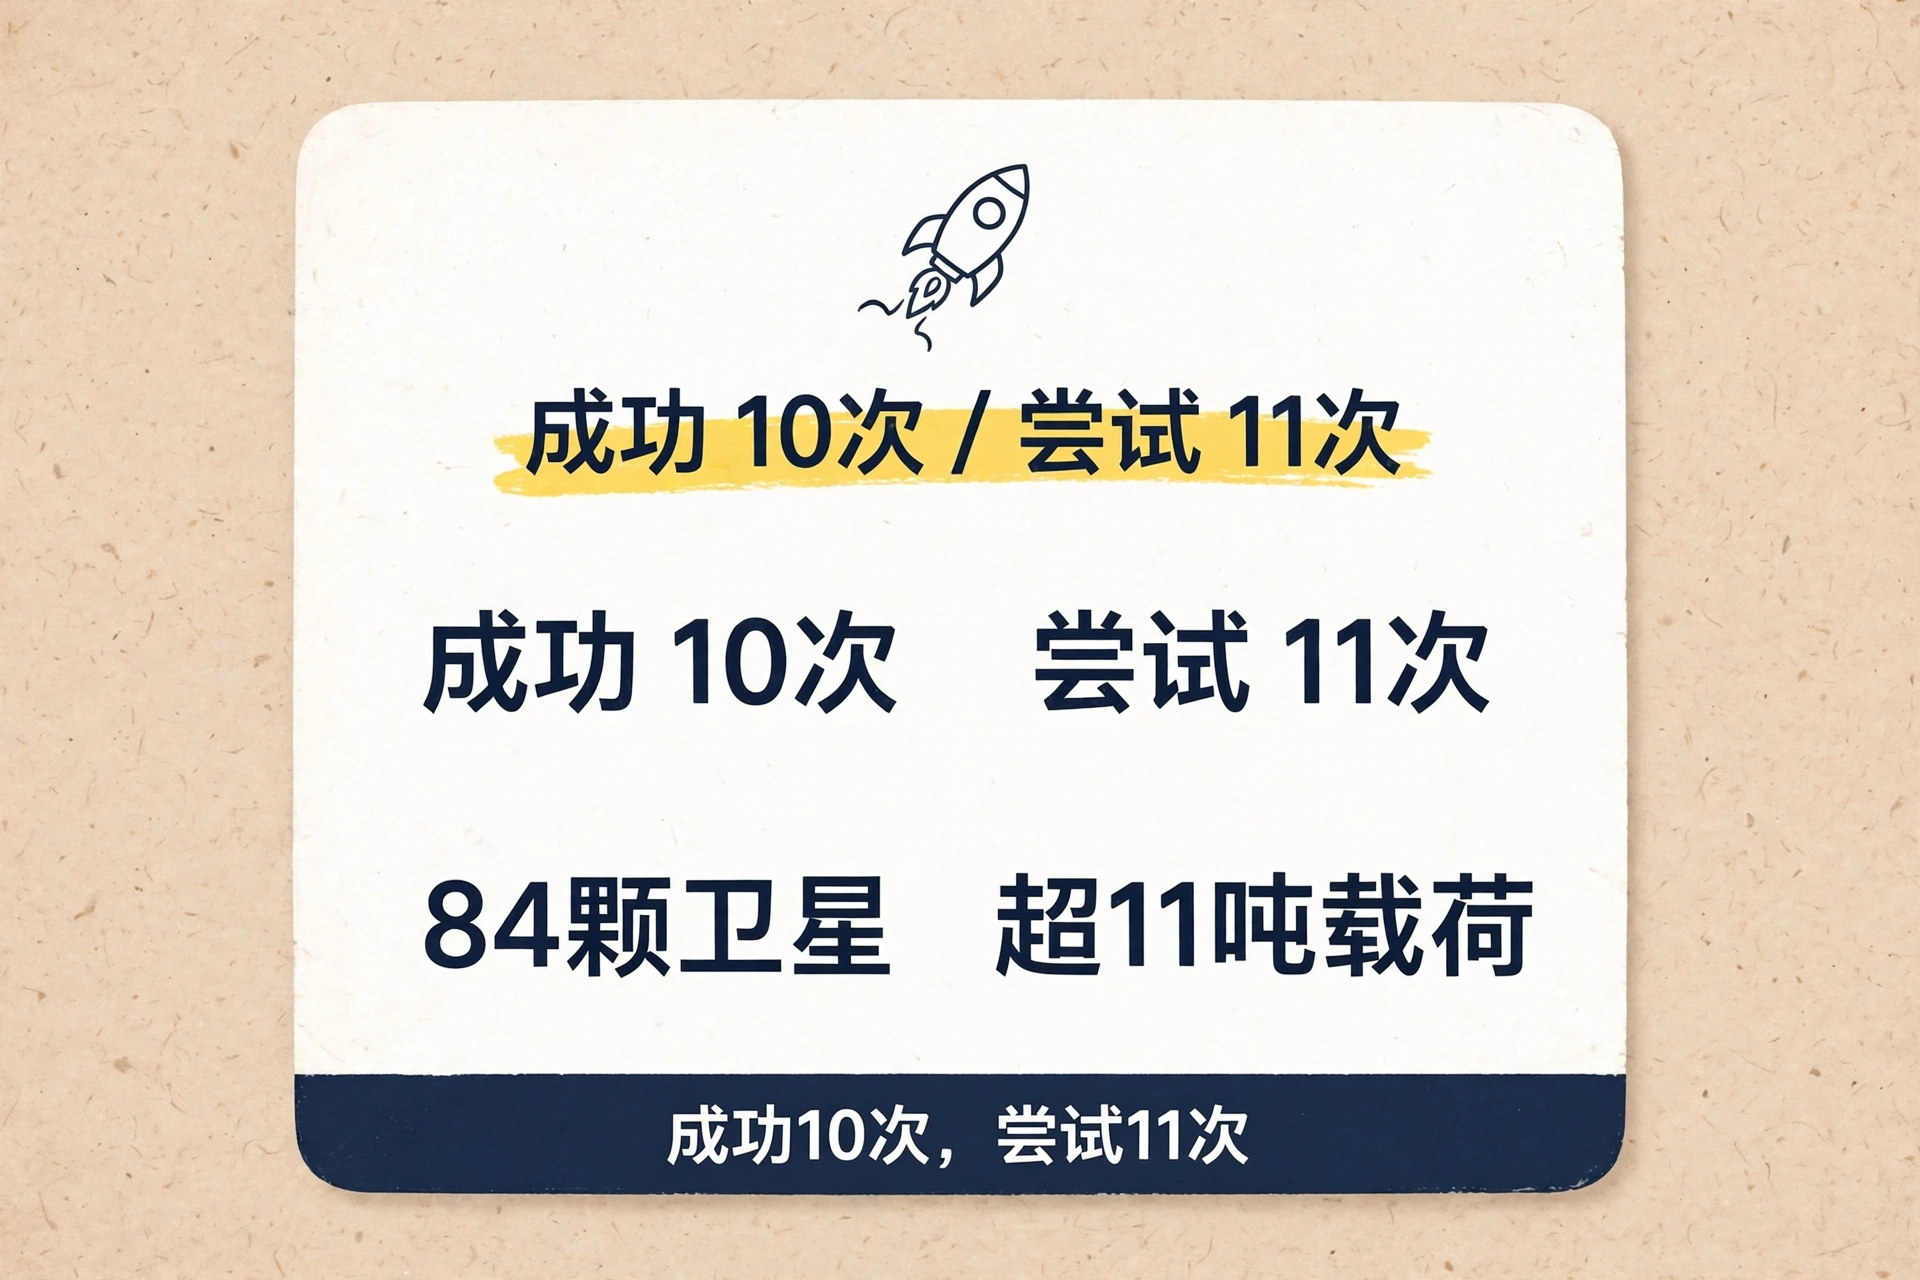 成功 10次 / 尝试 11次
成功 10次 尝试 11次
84颗卫星 超11吨载荷
成功10次，尝试11次